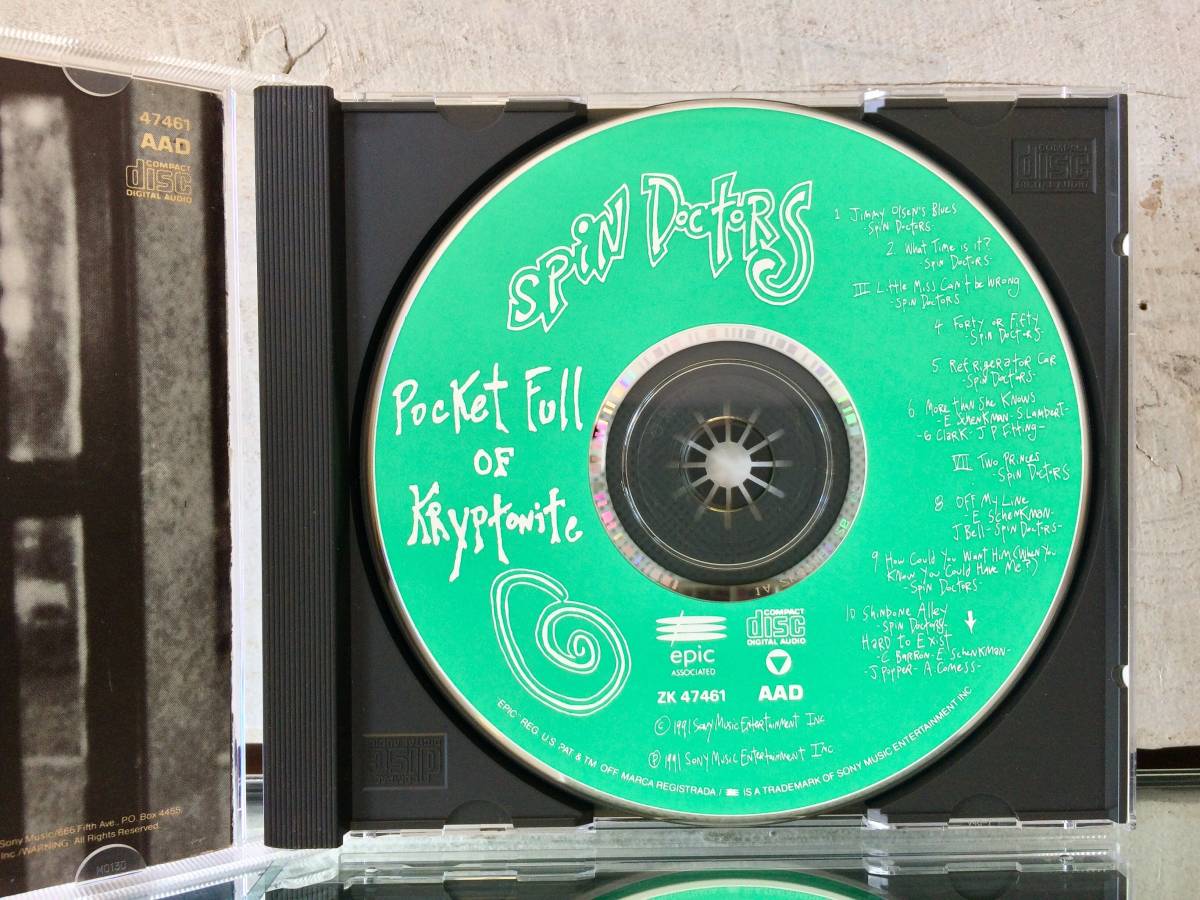 47461
AAD
COMPACT
disc
DIGITAL AUDIO
Sony Music/666 Fifth Ave., P.O. Box 4455,
Inc./WARNING: All Rights Reserved.
M0130
COMPACT
disc
DIGITAL AUDIO
SPiN DoctoRS
Pocket Full
OF
KRyptonite
1 Jimmy Olsen's Blues
-Spin Doctors-
2. What Time is it?
-Spin Doctors-
III Little Miss Can't be Wrong
-Spin Doctors
4 Forty or Fifty
-Spin Doctors-
5 Refrigerator Car
-Spin Doctors-
6 More than She Knows
-E Schenkman-S. Lambert-
-G Clark- J P Fitting-
VII Two Princes
-Spin Doctors-
8 Off My Line
-E Schenkman-
J. Bell-Spin Doctors-
9 How Could You Want Him (When You
Know You Could Have Me?)
-Spin Doctors-
10 Shinbone Alley
-Spin Doctors-
Hard to Exist
-C Barron-E. Schenkman-
-J Popper- A. Comess-
epic
ASSOCIATED
COMPACT
disc
DIGITAL AUDIO
ZK 47461
AAD
© 1991 Sony Music Entertainment Inc
℗ 1991 Sony Music Entertainment Inc
"EPIC" REG. U.S. PAT. & TM. OFF. MARCA REGISTRADA / IS A TRADEMARK OF SONY MUSIC ENTERTAINMENT INC.